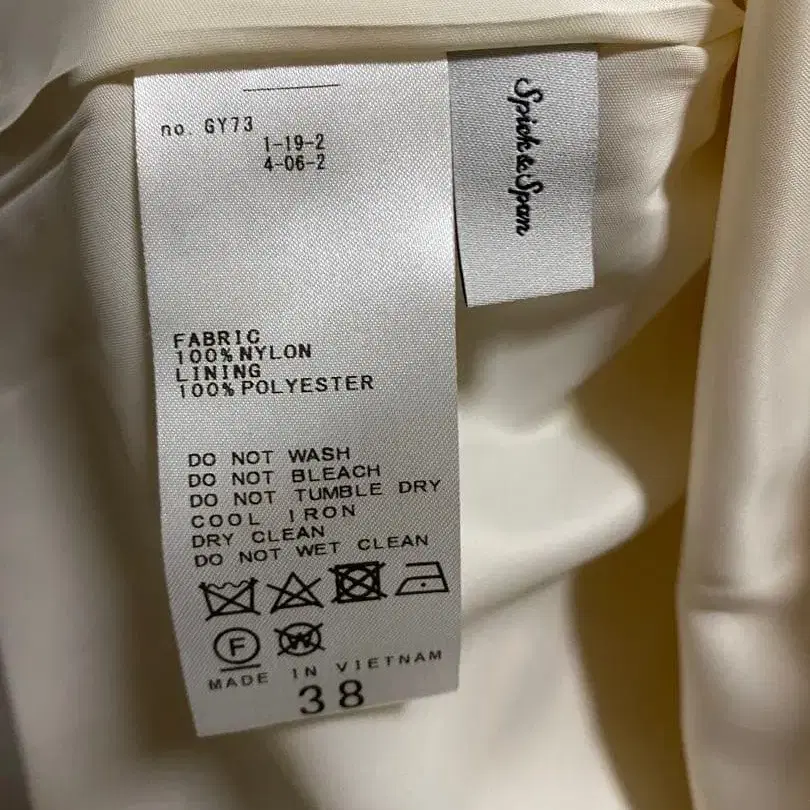 no. GY73
1-19-2
4-06-2
Spick & Span
FABRIC
100% NYLON
LINING
100% POLYESTER
DO NOT WASH
DO NOT BLEACH
DO NOT TUMBLE DRY
COOL IRON
DRY CLEAN
DO NOT WET CLEAN
F
W
MADE IN VIETNAM
38